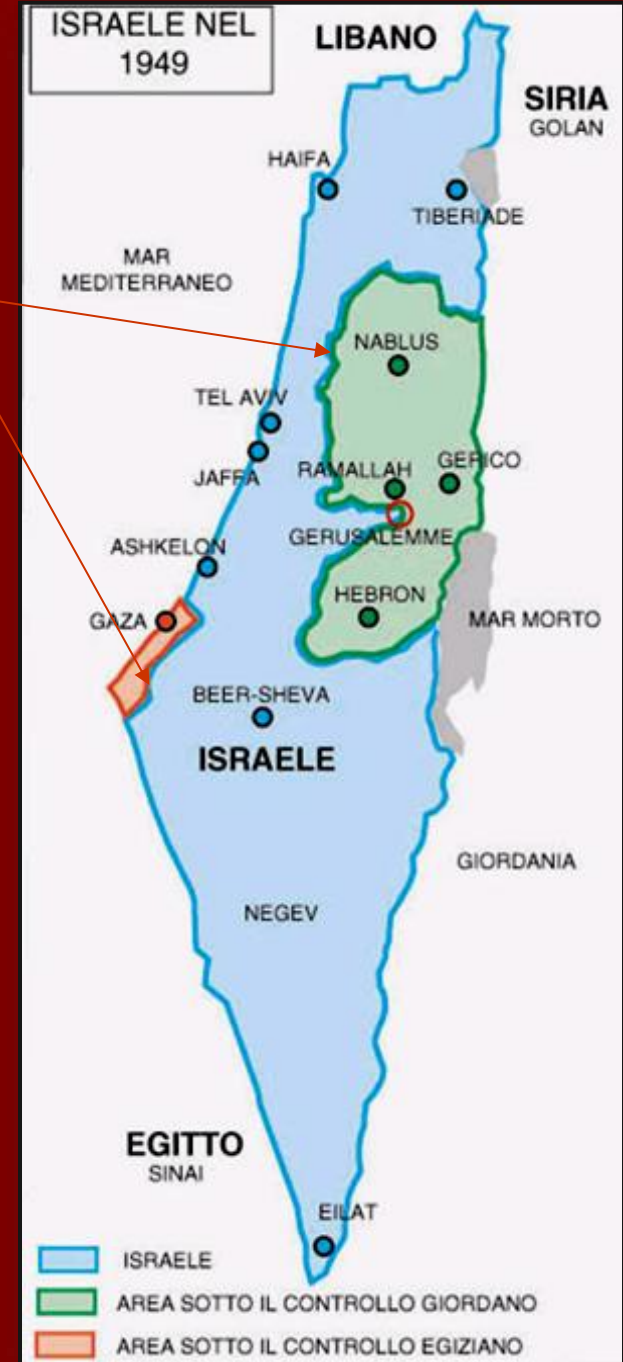 ISRAELE NEL
1949
LIBANO
SIRIA
GOLAN
HAIFA
TIBERIADE
MAR
MEDITERRANEO
NABLUS
TEL AVIV
JAFFA
RAMALLAH
GERICO
GERUSALEMME
ASHKELON
HEBRON
GAZA
MAR MORTO
BEER-SHEVA
ISRAELE
GIORDANIA
NEGEV
EGITTO
SINAI
EILAT
ISRAELE
AREA SOTTO IL CONTROLLO GIORDANO
AREA SOTTO IL CONTROLLO EGIZIANO